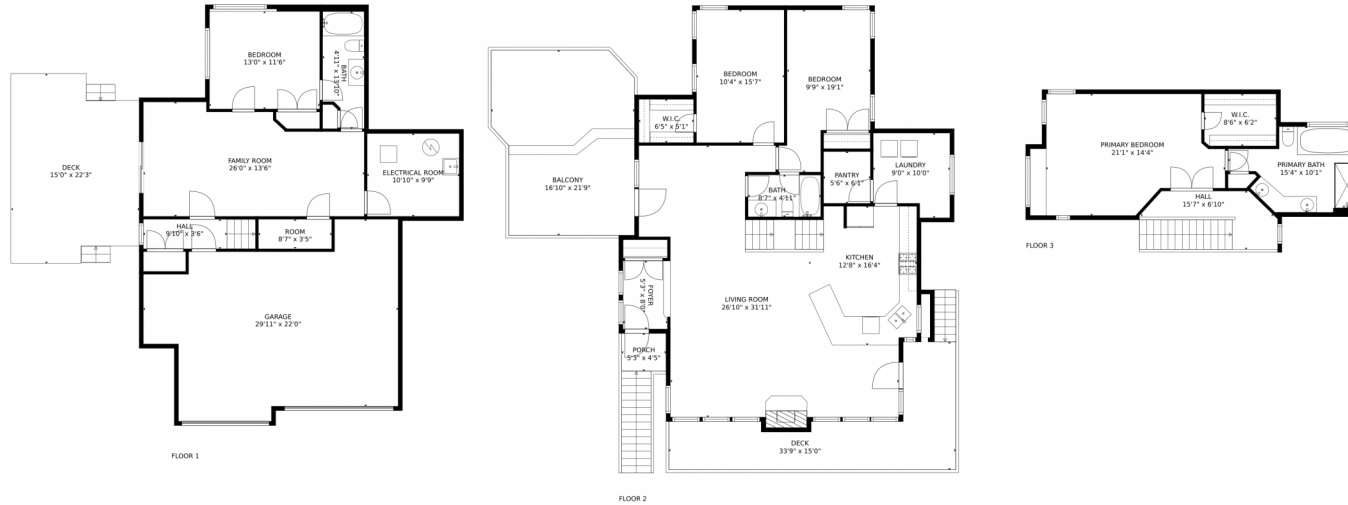 BEDROOM
13'0" x 11'6"
BATH
4'11" x 13'10"
DECK
15'0" x 22'3"
FAMILY ROOM
26'0" x 13'6"
ELECTRICAL ROOM
10'10" x 9'9"
HALL
9'10" x 3'6"
ROOM
8'7" x 3'5"
GARAGE
29'11" x 22'0"
FLOOR 1
BEDROOM
10'4" x 15'7"
BEDROOM
9'9" x 19'1"
W.I.C.
6'5" x 5'1"
BALCONY
16'10" x 21'9"
BATH
8'7" x 4'11"
PANTRY
5'6" x 6'1"
LAUNDRY
9'0" x 10'0"
KITCHEN
12'8" x 16'4"
FOYER
5'3" x 8'0"
LIVING ROOM
26'10" x 31'11"
PORCH
5'3" x 4'5"
DECK
33'9" x 15'0"
FLOOR 2
W.I.C.
8'6" x 6'2"
PRIMARY BEDROOM
21'1" x 14'4"
PRIMARY BATH
15'4" x 10'1"
HALL
15'7" x 6'10"
FLOOR 3